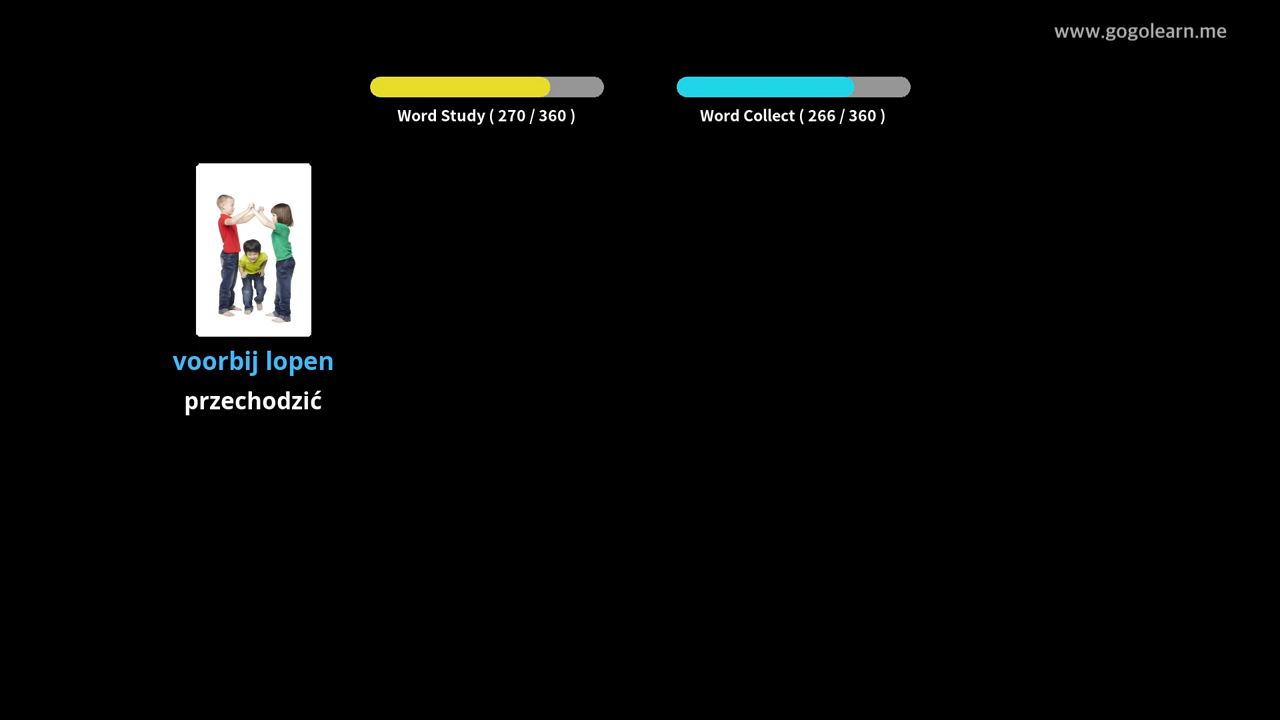 www.gogolearn.me
Word Study ( 270 / 360 )
Word Collect ( 266 / 360 )
voorbij lopen
przechodzić